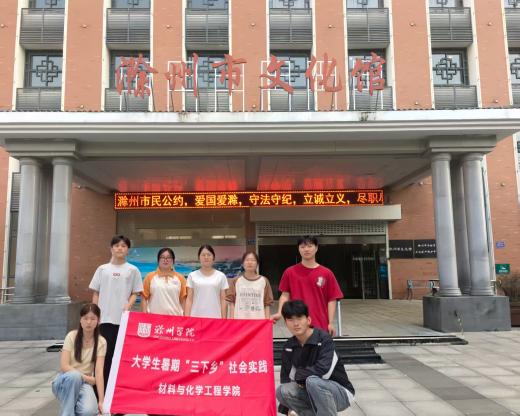 滁州市文化馆
滁州市民公约，爱国爱滁，守法守纪，立诚立义，尽职
滁州学院
大学生暑期“三下乡”社会实践
材料与化学工程学院